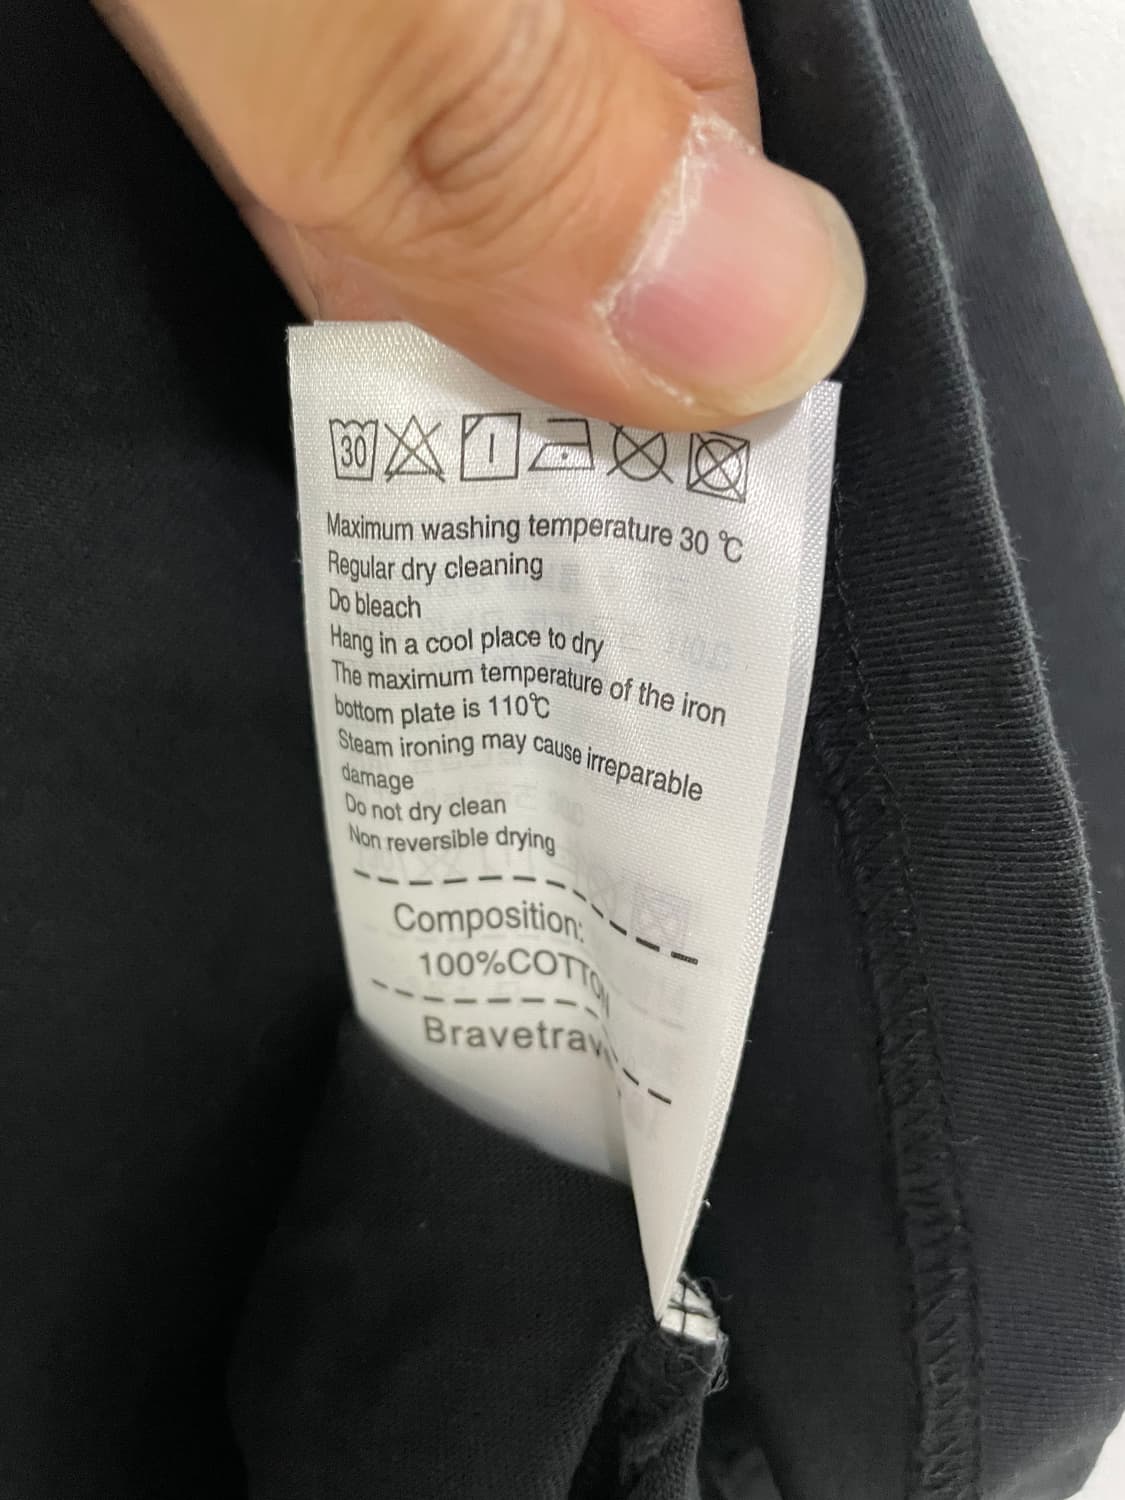 30
Maximum washing temperature 30 ℃
Regular dry cleaning
Do bleach
Hang in a cool place to dry
The maximum temperature of the iron
bottom plate is 110℃
Steam ironing may cause irreparable
damage
Do not dry clean
Non reversible drying
Composition:
100%COTTON